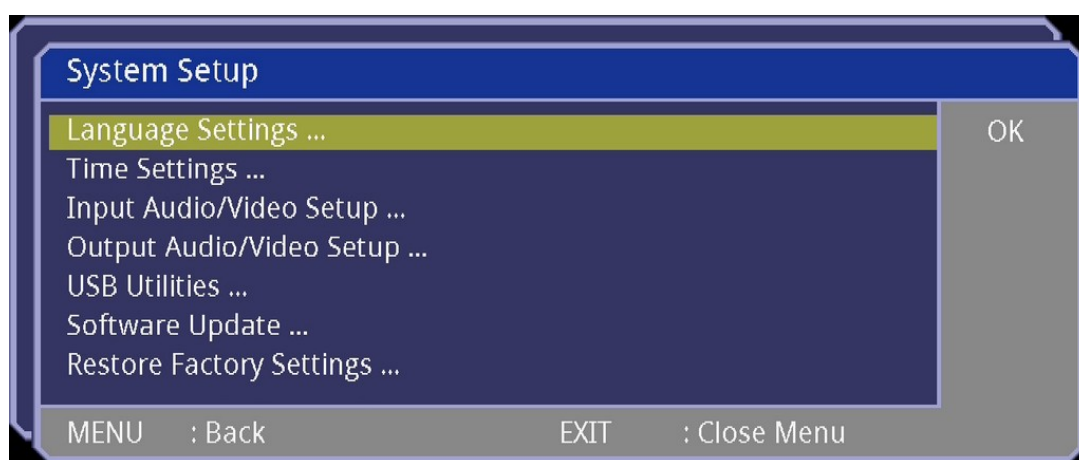 System Setup
Language Settings ... OK
Time Settings ...
Input Audio/Video Setup ...
Output Audio/Video Setup ...
USB Utilities ...
Software Update ...
Restore Factory Settings ...
MENU : Back EXIT : Close Menu